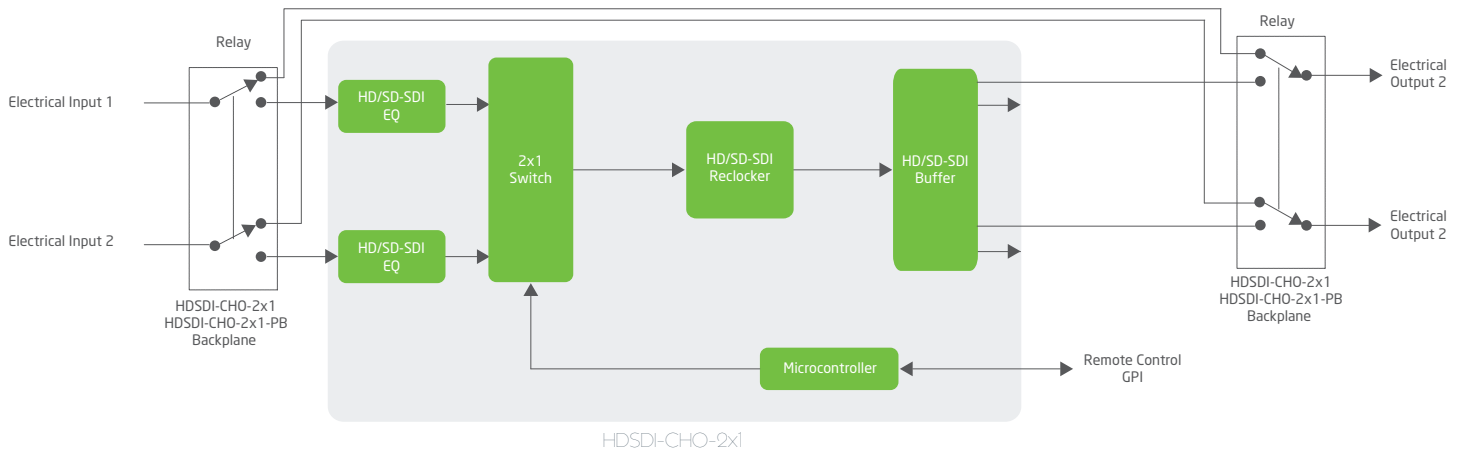 Relay
Electrical Input 1
Electrical Input 2
HDSDI-CHO-2x1
HDSDI-CHO-2x1-PB
Backplane
HD/SD-SDI
EQ
HD/SD-SDI
EQ
2x1
Switch
HD/SD-SDI
Reclocker
HD/SD-SDI
Buffer
Microcontroller
Remote Control
GPI
HDSDI-CHO-2x1
Relay
Electrical
Output 2
Electrical
Output 2
HDSDI-CHO-2x1
HDSDI-CHO-2x1-PB
Backplane